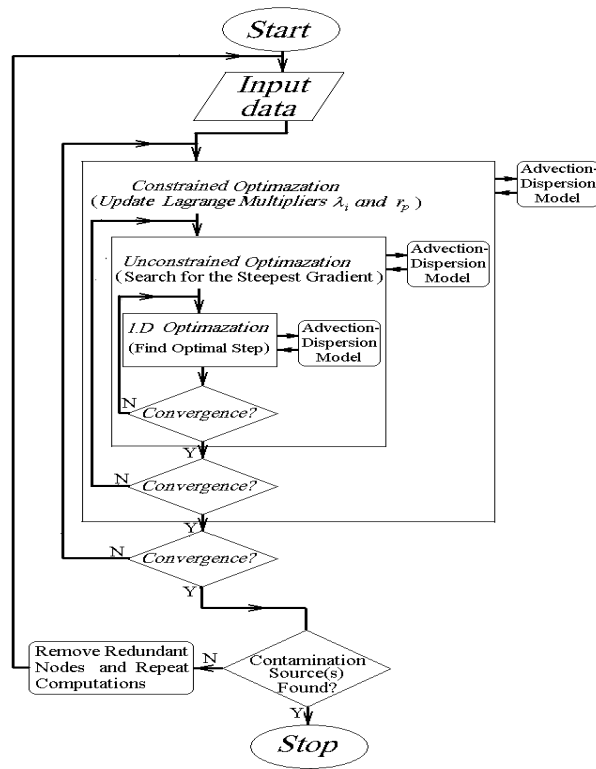 Start
Input
data
Constrained Optimazation
(Update Lagrange Multipliers λi and rp)
Advection-
Dispersion
Model
Unconstrained Optimazation
(Search for the Steepest Gradient)
Advection-
Dispersion
Model
1.D Optimazation
(Find Optimal Step)
Advection-
Dispersion
Model
N
Convergence?
Y
N
Convergence?
Y
N
Convergence?
Y
Remove Redundant
Nodes and Repeat
Computations
N
Contamination
Source(s)
Found?
Y
Stop